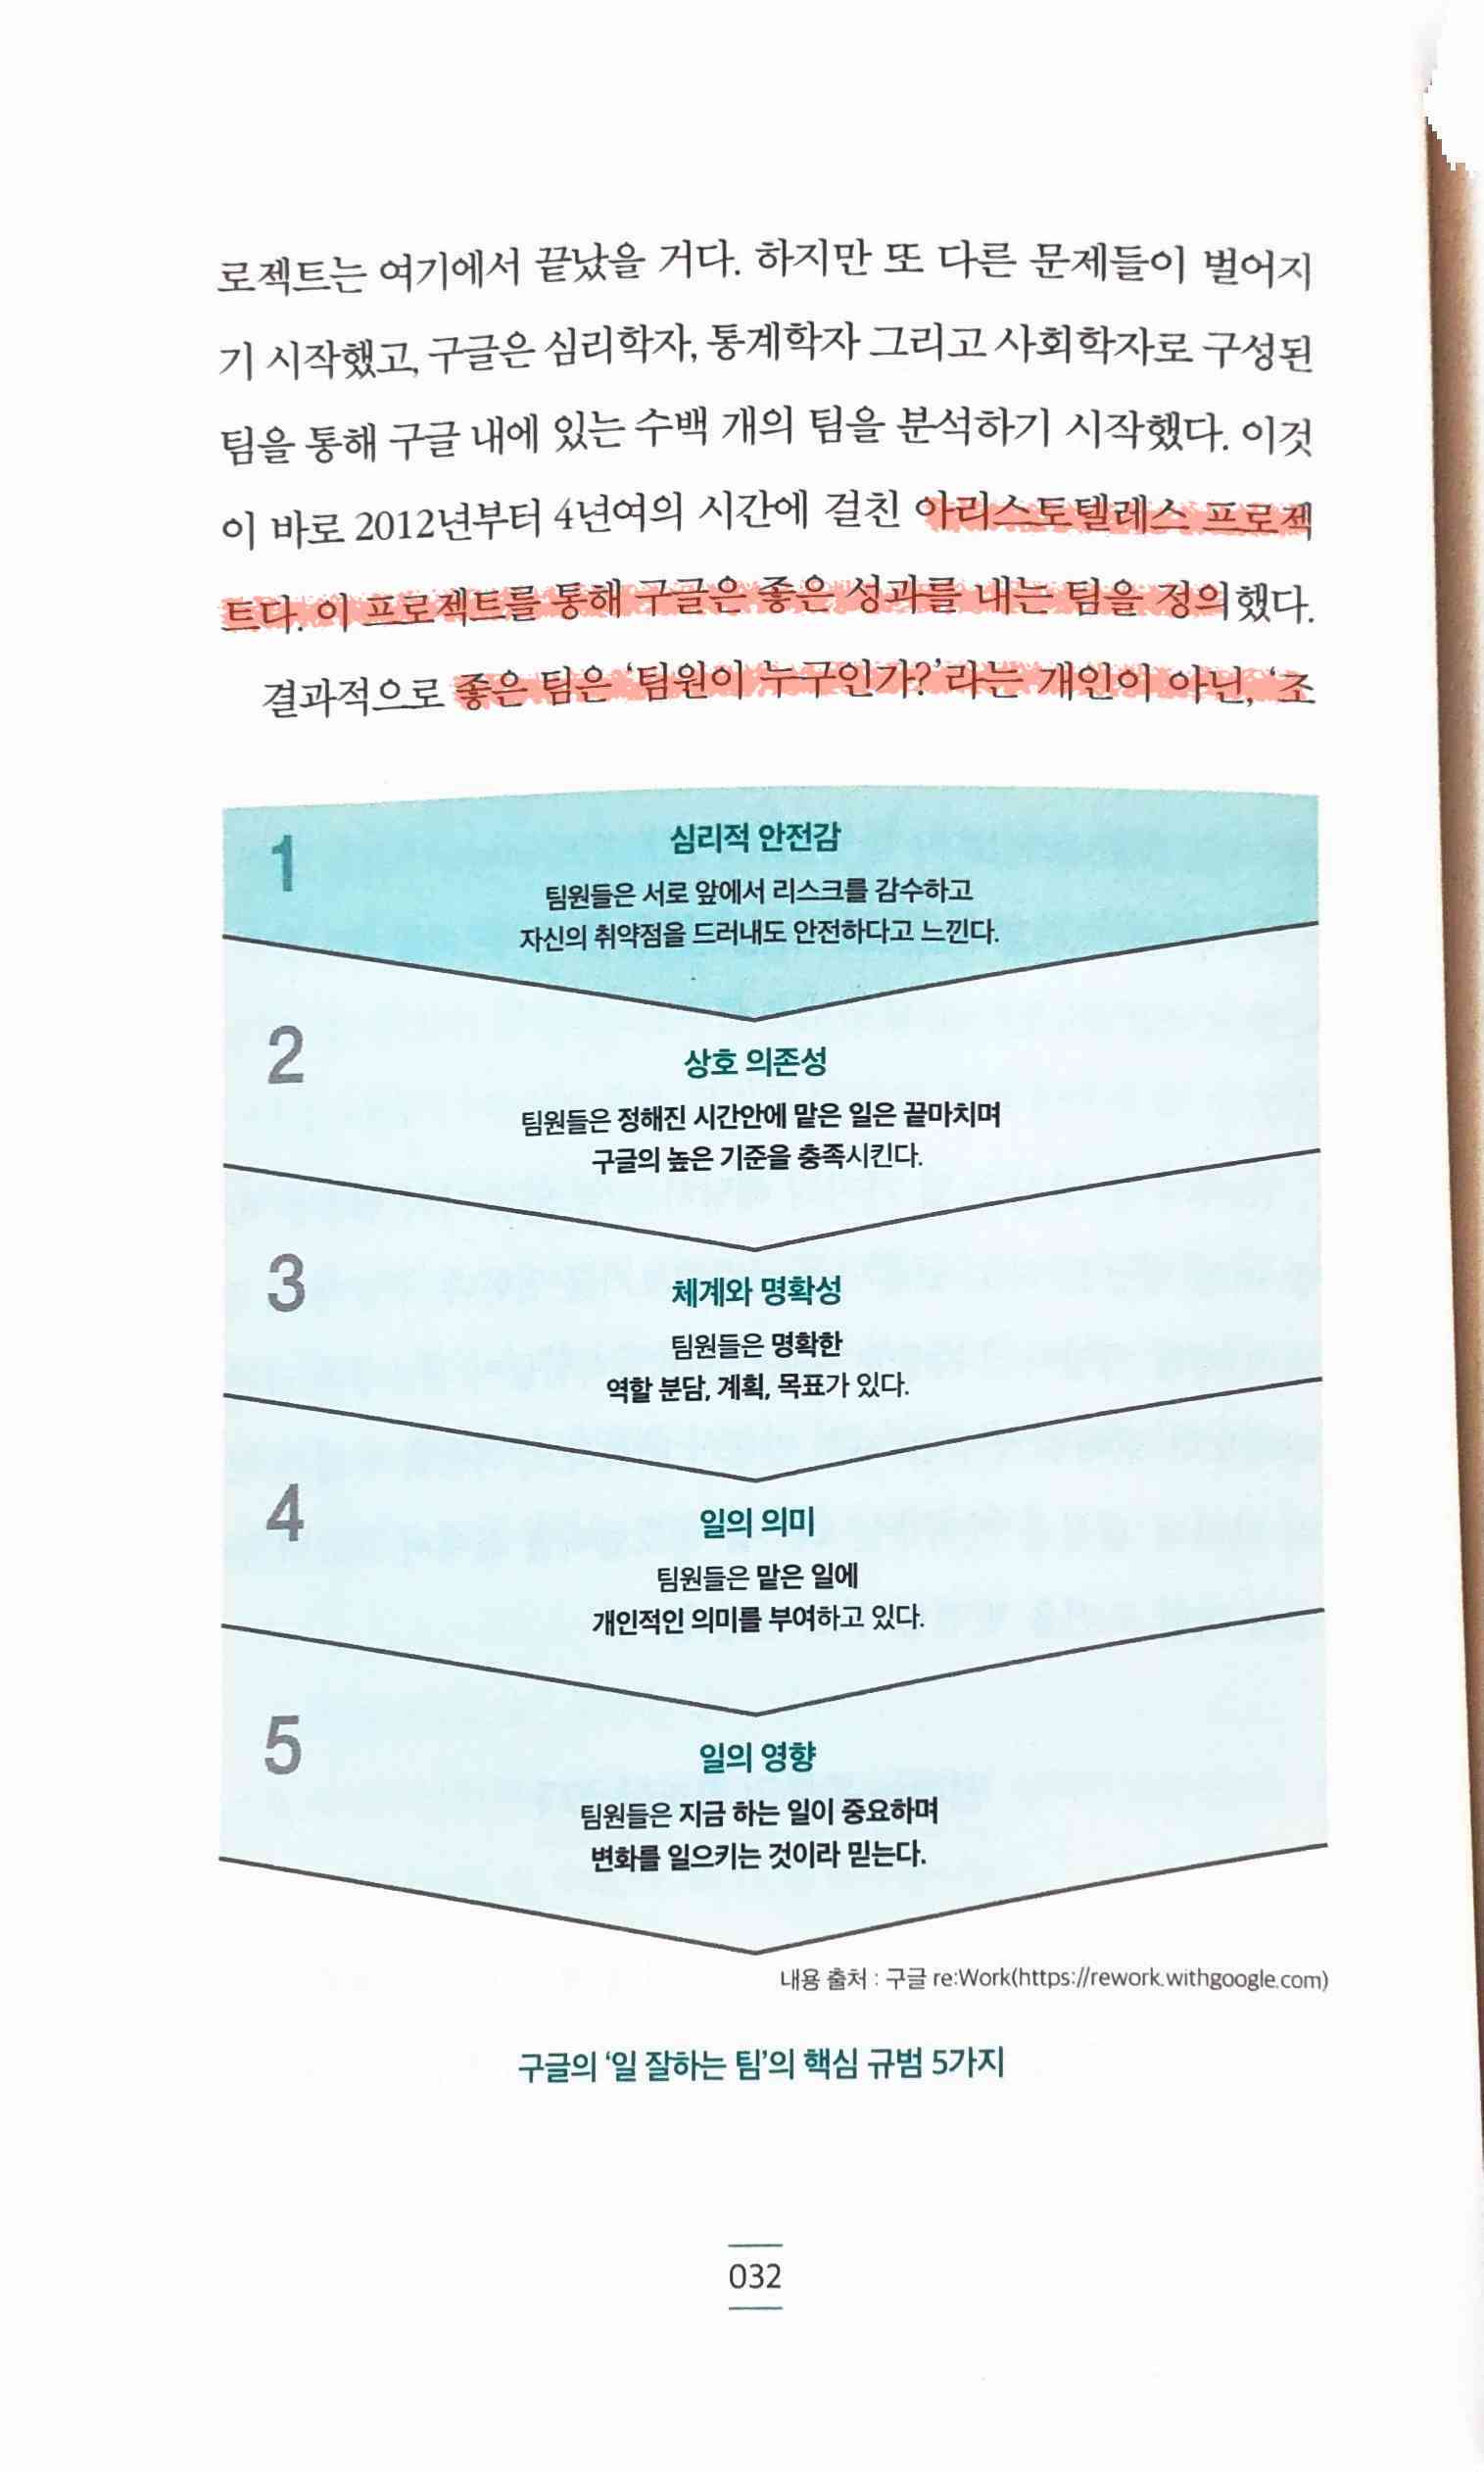 로젝트는 여기에서 끝났을 거다. 하지만 또 다른 문제들이 벌어지
기 시작했고, 구글은 심리학자, 통계학자 그리고 사회학자로 구성된
팀을 통해 구글 내에 있는 수백 개의 팀을 분석하기 시작했다. 이것
이 바로 2012년부터 4년여의 시간에 걸친 아리스토텔레스 프로젝
트다. 이 프로젝트를 통해 구글은 좋은 성과를 내는 팀을 정의했다.
결과적으로 좋은 팀은 ‘팀원이 누구인가?’라는 개인이 아닌, ‘조
1
심리적 안전감
팀원들은 서로 앞에서 리스크를 감수하고
자신의 취약점을 드러내도 안전하다고 느낀다.
2
상호 의존성
팀원들은 정해진 시간안에 맡은 일은 끝마치며
구글의 높은 기준을 충족시킨다.
3
체계와 명확성
팀원들은 명확한
역할 분담, 계획, 목표가 있다.
4
일의 의미
팀원들은 맡은 일에
개인적인 의미를 부여하고 있다.
5
일의 영향
팀원들은 지금 하는 일이 중요하며
변화를 일으키는 것이라 믿는다.
내용 출처 : 구글 re:Work(https://rework.withgoogle.com)
구글의 ‘일 잘하는 팀’의 핵심 규범 5가지
032